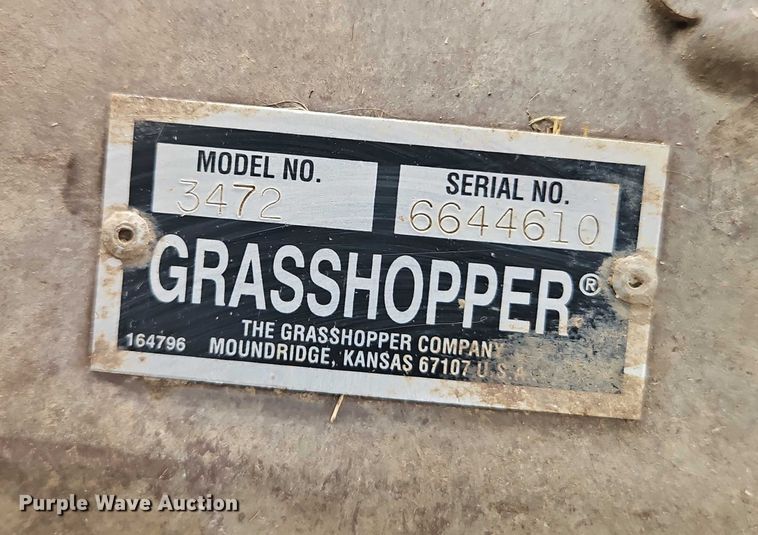 MODEL NO.
3472
SERIAL NO.
6644610
GRASSHOPPER®
THE GRASSHOPPER COMPANY
164796
MOUNDRIDGE, KANSAS 67107 U.S.A.
Purple Wave Auction